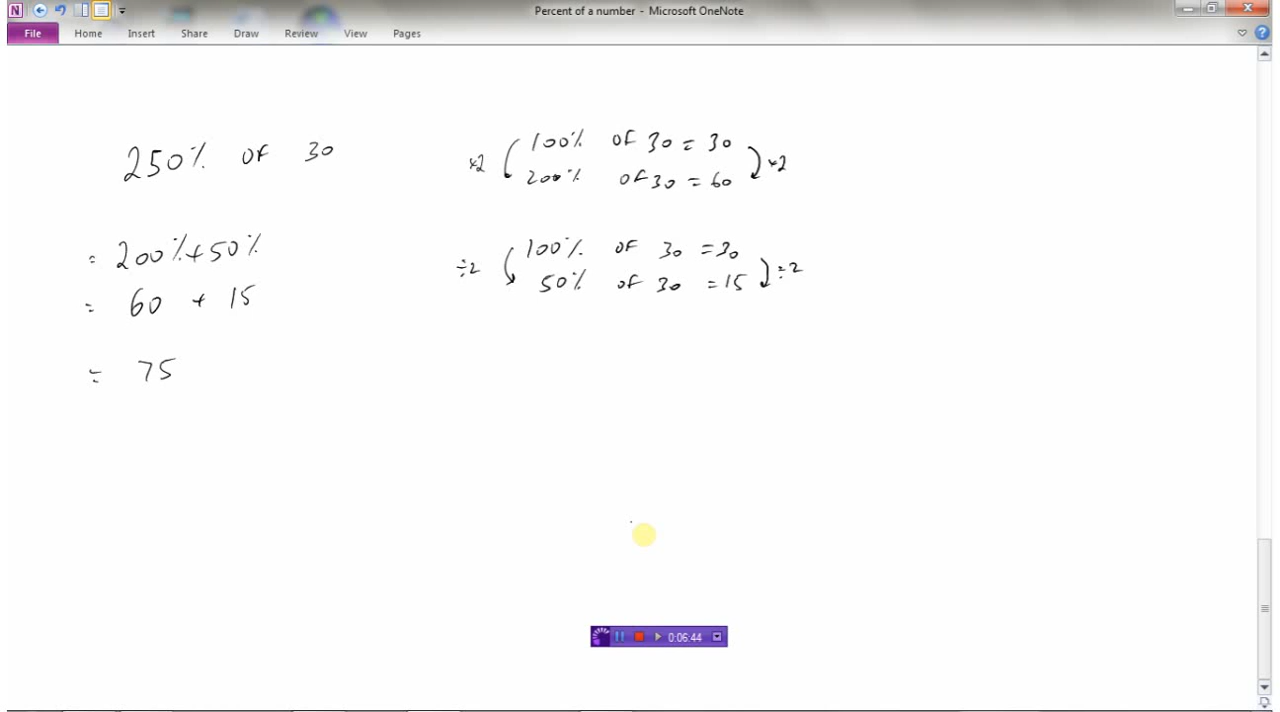 Percent of a number - Microsoft OneNote
File Home Insert Share Draw Review View Pages
250% of 30
= 200% + 50%
= 60 + 15
= 75
×2 100% of 30 = 30 ×2
200% of 30 = 60
÷2 100% of 30 = 30 ÷2
50% of 30 = 15
0:06:44